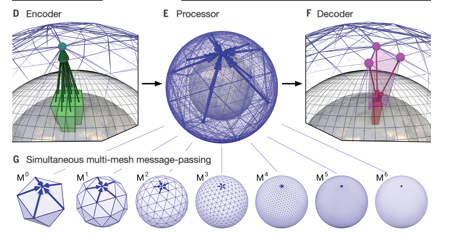 D Encoder
E Processor
F Decoder
G Simultaneous multi-mesh message-passing
M⁰ M¹ M² M³ M⁴ M⁵ M⁶